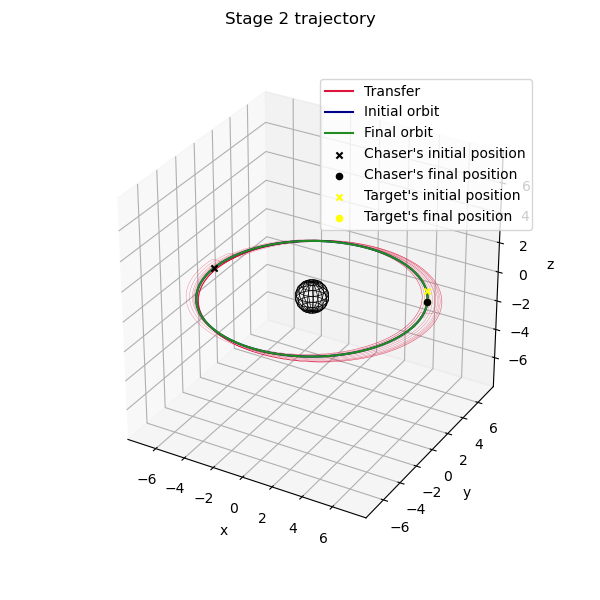 Stage 2 trajectory
Transfer
Initial orbit
Final orbit
Chaser's initial position
Chaser's final position
Target's initial position
Target's final position
6
4
2
0
−2
−4
−6
z
−6
−4
−2
0
2
4
6
x
6
4
2
0
−2
−4
−6
y